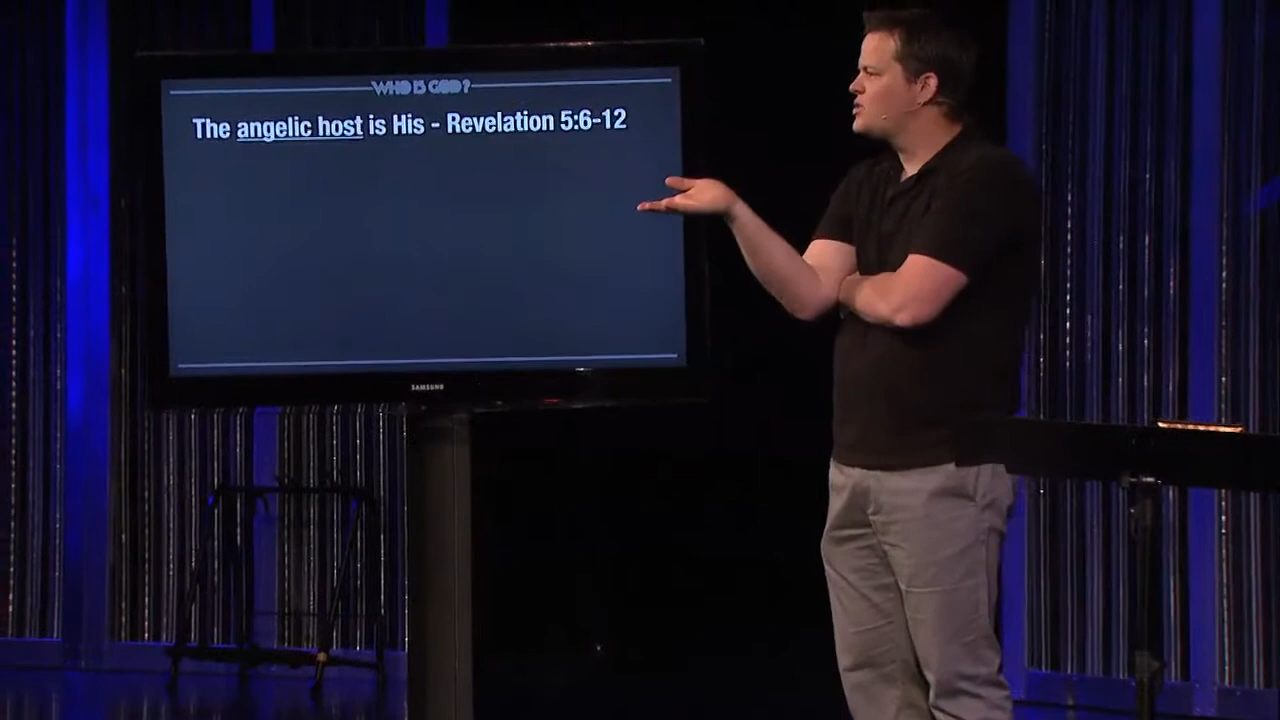 WHO IS GOD?
The angelic host is His - Revelation 5:6-12
SAMSUNG